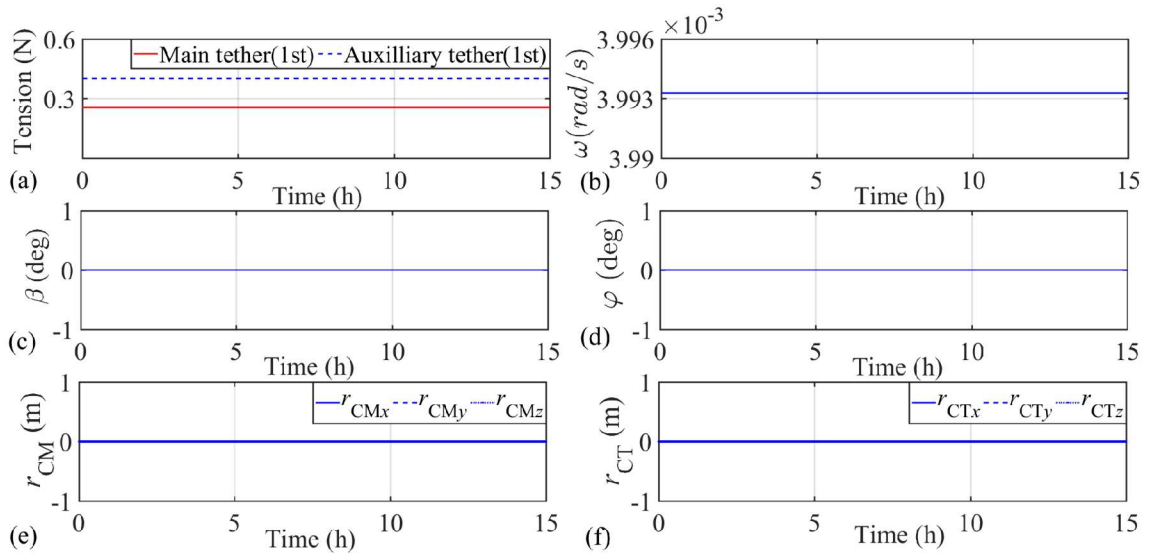 0.6
Main tether(1st) Auxilliary tether(1st)
Tension (N)
0.3
0 5 10 15
(a) Time (h)
×10⁻³
3.996
ω(rad/s)
3.993
3.99
0 5 10 15
(b) Time (h)
1
β (deg)
0
-1
0 5 10 15
(c) Time (h)
1
φ (deg)
0
-1
0 5 10 15
(d) Time (h)
1
r_CMx r_CMy r_CMz
r_CM (m)
0
-1
0 5 10 15
(e) Time (h)
1
r_CTx r_CTy r_CTz
r_CT (m)
0
-1
0 5 10 15
(f) Time (h)